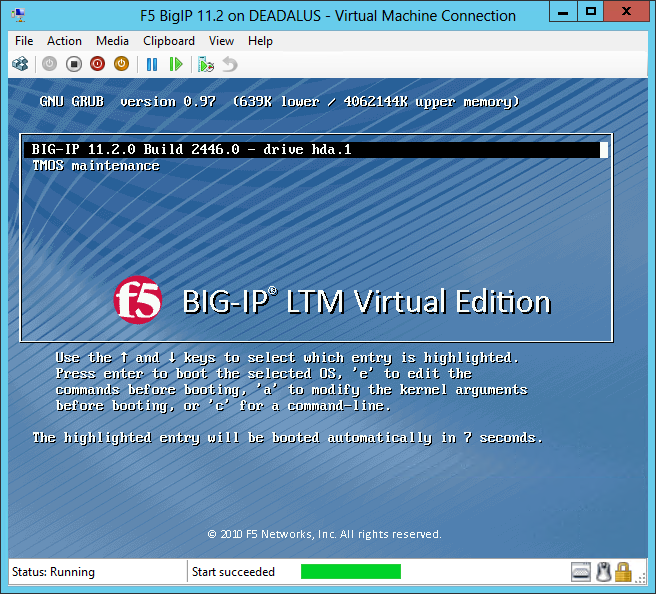 F5 BigIP 11.2 on DEADALUS - Virtual Machine Connection
File Action Media Clipboard View Help
GNU GRUB version 0.97 (639K lower / 4062144K upper memory)
BIG-IP 11.2.0 Build 2446.0 - drive hda.1
TMOS maintenance
f5 BIG-IP® LTM Virtual Edition
Use the ↑ and ↓ keys to select which entry is highlighted.
Press enter to boot the selected OS, 'e' to edit the
commands before booting, 'a' to modify the kernel arguments
before booting, or 'c' for a command-line.
The highlighted entry will be booted automatically in 7 seconds.
© 2010 F5 Networks, Inc. All rights reserved.
Status: Running Start succeeded